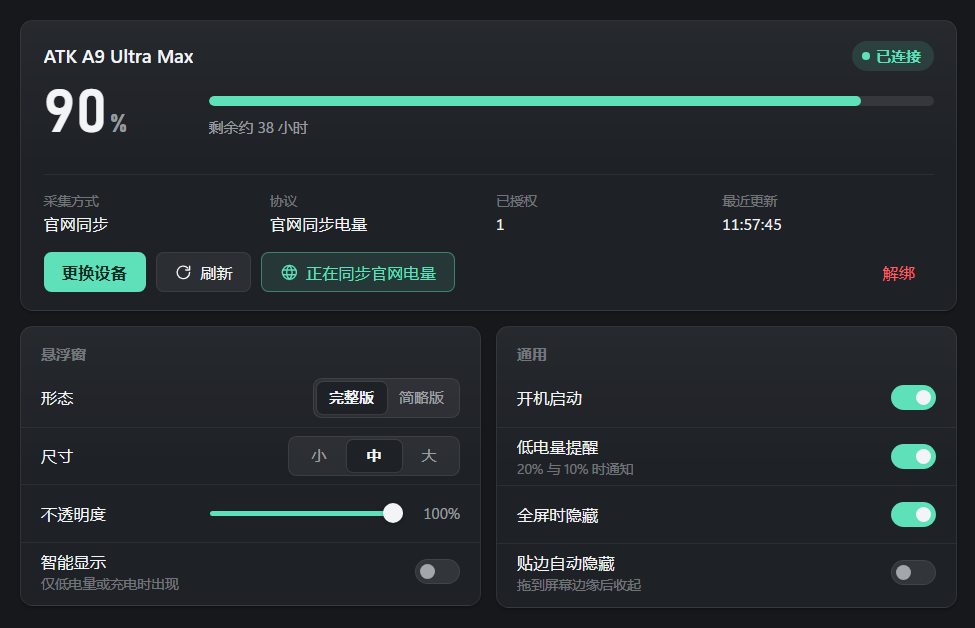 ATK A9 Ultra Max
已连接
90%
剩余约 38 小时
采集方式
官网同步
协议
官网同步电量
已授权
1
最近更新
11:57:45
更换设备
刷新
正在同步官网电量
解绑
悬浮窗
形态
完整版 简略版
尺寸
小 中 大
不透明度
100%
智能显示
仅低电量或充电时出现
通用
开机启动
低电量提醒
20% 与 10% 时通知
全屏时隐藏
贴边自动隐藏
拖到屏幕边缘后收起